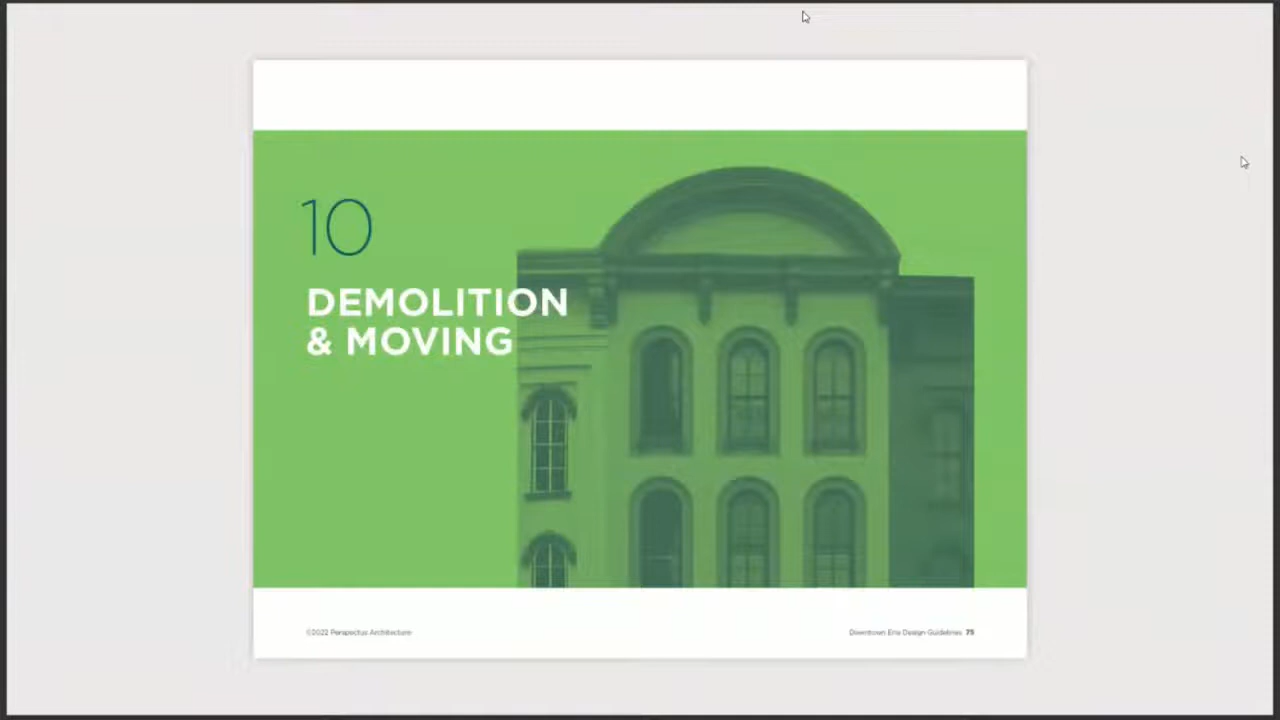 10
DEMOLITION
& MOVING
©2022 Perspectus Architecture
Downtown Erie Design Guidelines 75